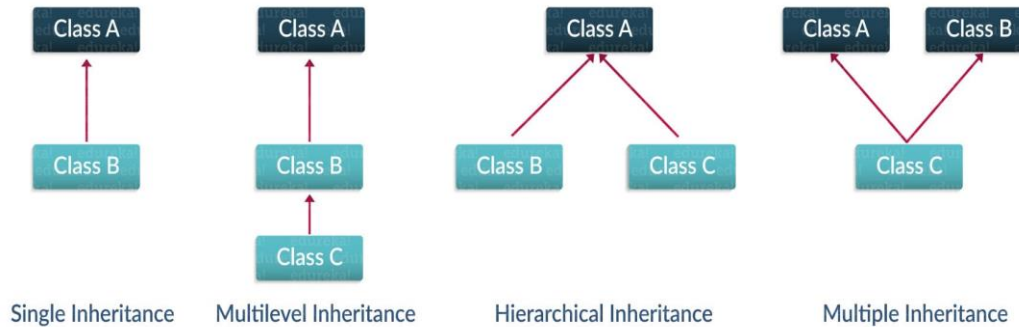 Class A
Class B
Single Inheritance
Class A
Class B
Class C
Multilevel Inheritance
Class A
Class B
Class C
Hierarchical Inheritance
Class A
Class B
Class C
Multiple Inheritance